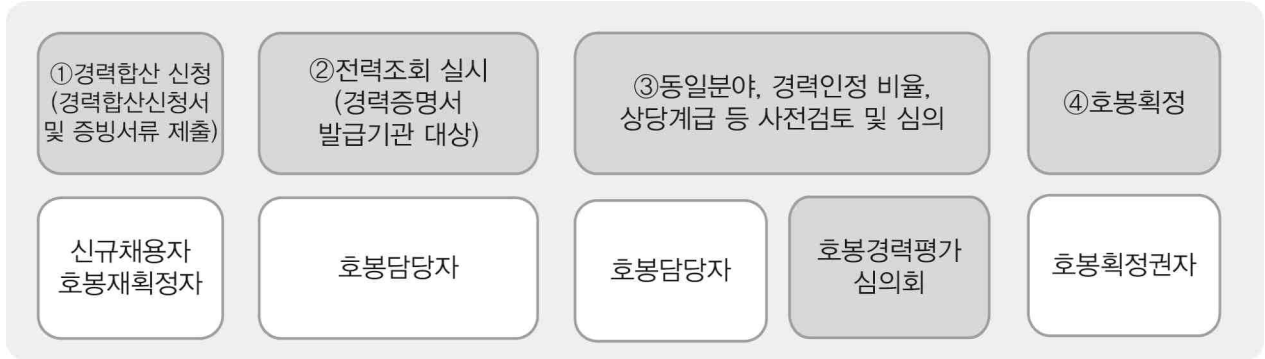 ①경력합산 신청
(경력합산신청서
및 증빙서류 제출)
②전력조회 실시
(경력증명서
발급기관 대상)
③동일분야, 경력인정 비율,
상당계급 등 사전검토 및 심의
④호봉획정
신규채용자
호봉재획정자
호봉담당자
호봉담당자
호봉경력평가
심의회
호봉획정권자